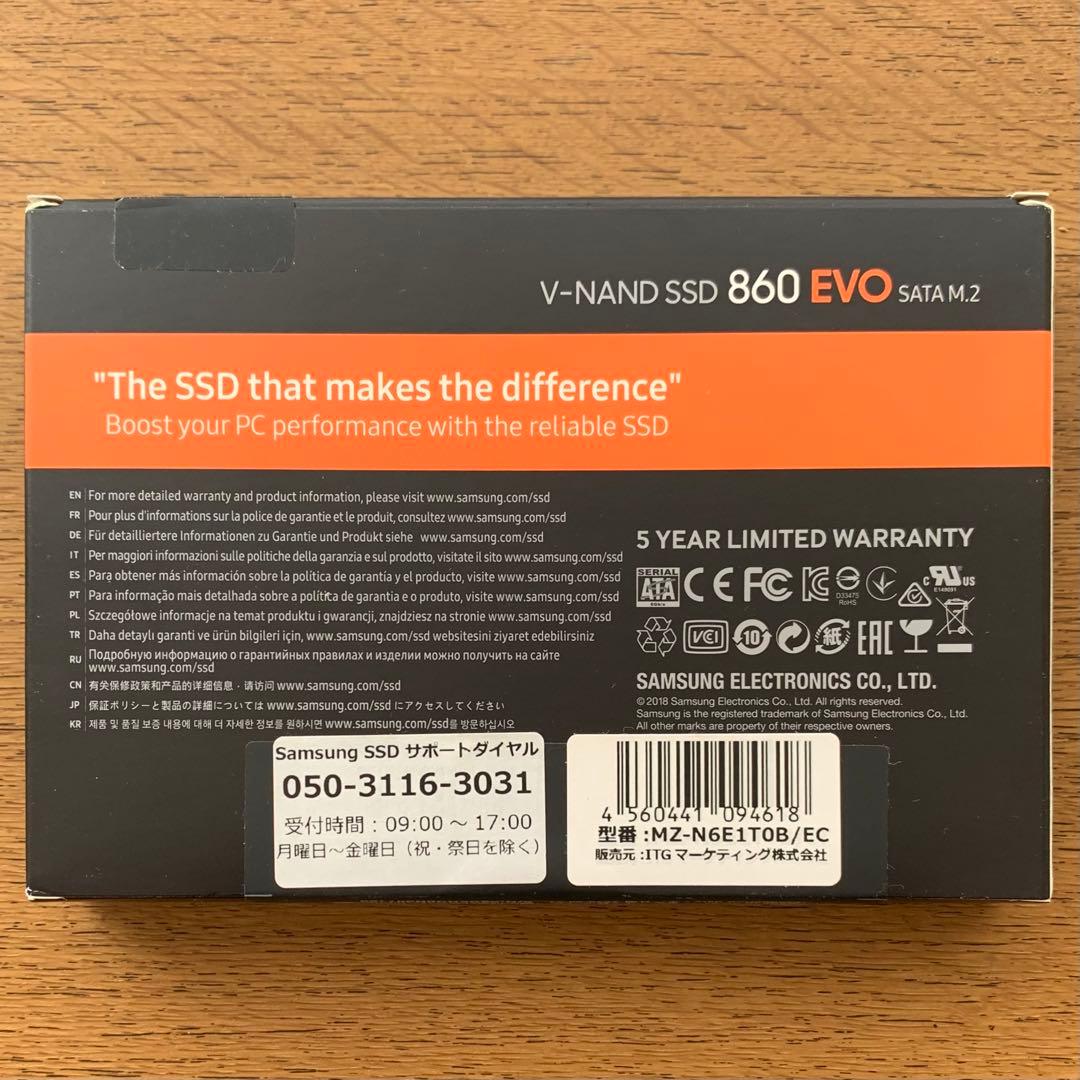 V-NAND SSD 860 EVO SATA M.2
"The SSD that makes the difference"
Boost your PC performance with the reliable SSD
EN For more detailed warranty and product information, please visit www.samsung.com/ssd
FR Pour plus d'informations sur la police de garantie et le produit, consultez www.samsung.com/ssd
DE Für detailliertere Informationen zu Garantie und Produkt siehe www.samsung.com/ssd
IT Per maggiori informazioni sulle politiche della garanzia e sul prodotto, visitate il sito www.samsung.com/ssd
ES Para obtener más información sobre la política de garantía y el producto, visite www.samsung.com/ssd
PT Para informação mais detalhada sobre a política de garantia e o produto, visite www.samsung.com/ssd
PL Szczegółowe informacje na temat produktu i gwarancji, znajdziesz na stronie www.samsung.com/ssd
TR Daha detaylı garanti ve ürün bilgileri için, www.samsung.com/ssd websitesini ziyaret edebilirsiniz
RU Подробную информацию о гарантийных правилах и изделии можно получить на сайте
www.samsung.com/ssd
CN 有关保修政策和产品的详细信息，请访问 www.samsung.com/ssd
JP 保証ポリシーと製品の詳細については www.samsung.com/ssd にアクセスしてください
KR 제품 및 품질 보증 내용에 대해 더 자세한 정보를 원하시면 www.samsung.com/ssd를 방문하십시오
5 YEAR LIMITED WARRANTY
SERIAL ATA 6Gb/s CE FC KC D33475 RoHS c RU US E149091
VCI 10 紙 EAC
SAMSUNG ELECTRONICS CO., LTD.
© 2018 Samsung Electronics Co., Ltd. All rights reserved.
Samsung is the registered trademark of Samsung Electronics Co., Ltd.
All other marks are property of their respective owners.
Samsung SSD サポートダイヤル
050-3116-3031
受付時間：09:00 ～ 17:00
月曜日～金曜日（祝・祭日を除く）
4 560441 094618
型番 :MZ-N6E1T0B/EC
販売元 :ITG マーケティング株式会社